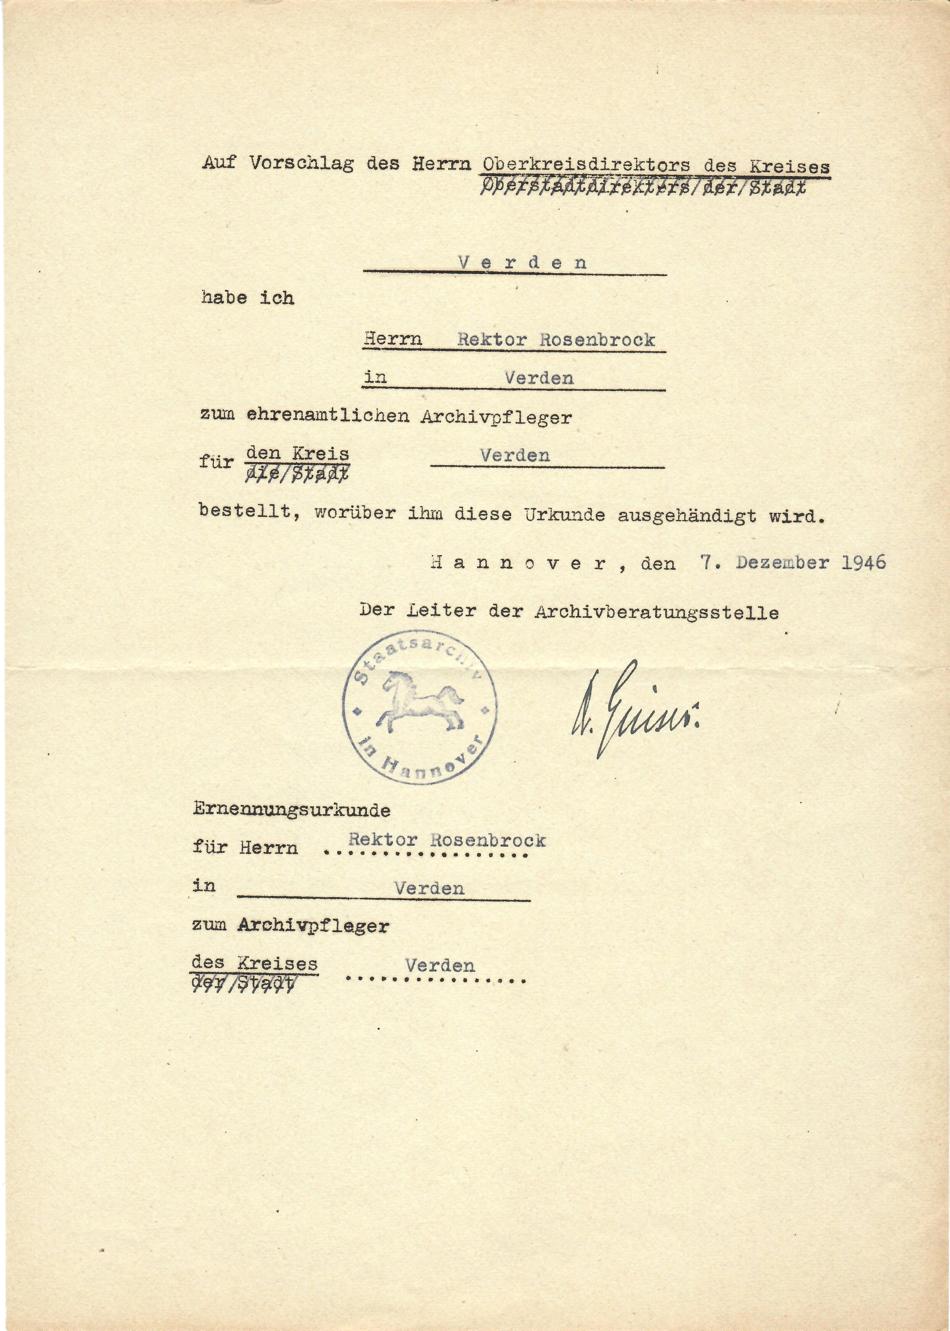 Auf Vorschlag des Herrn Oberkreisdirektors des Kreises
Oberstadtdirektors der Stadt
Verden
habe ich
Herrn Rektor Rosenbrock
in Verden
zum ehrenamtlichen Archivpfleger
für den Kreis Verden
die Stadt
bestellt, worüber ihm diese Urkunde ausgehändigt wird.
Hannover, den 7. Dezember 1946
Der Leiter der Archivberatungsstelle
Staatsarchiv
in Hannover
Ernennungsurkunde
für Herrn Rektor Rosenbrock
in Verden
zum Archivpfleger
des Kreises Verden
der Stadt